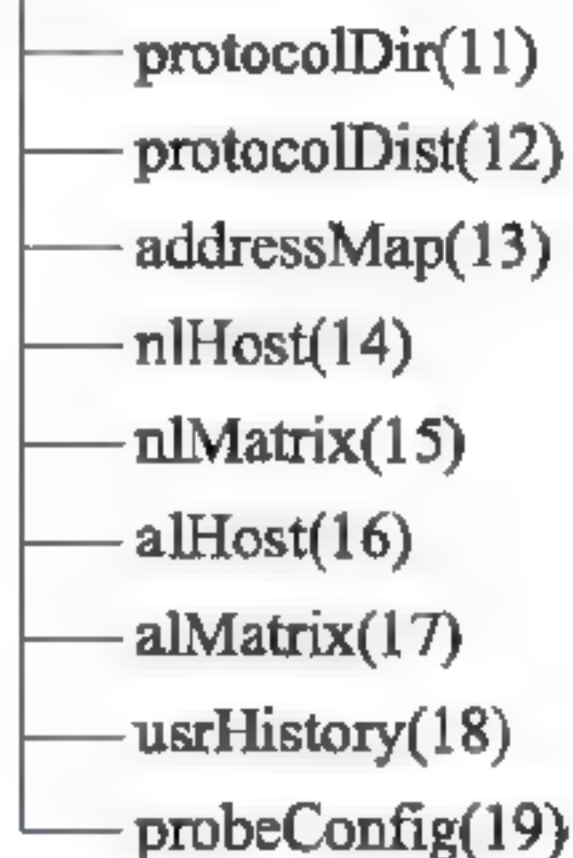 protocolDir(11)
protocolDist(12)
addressMap(13)
nlHost(14)
nlMatrix(15)
alHost(16)
alMatrix(17)
usrHistory(18)
probeConfig(19)